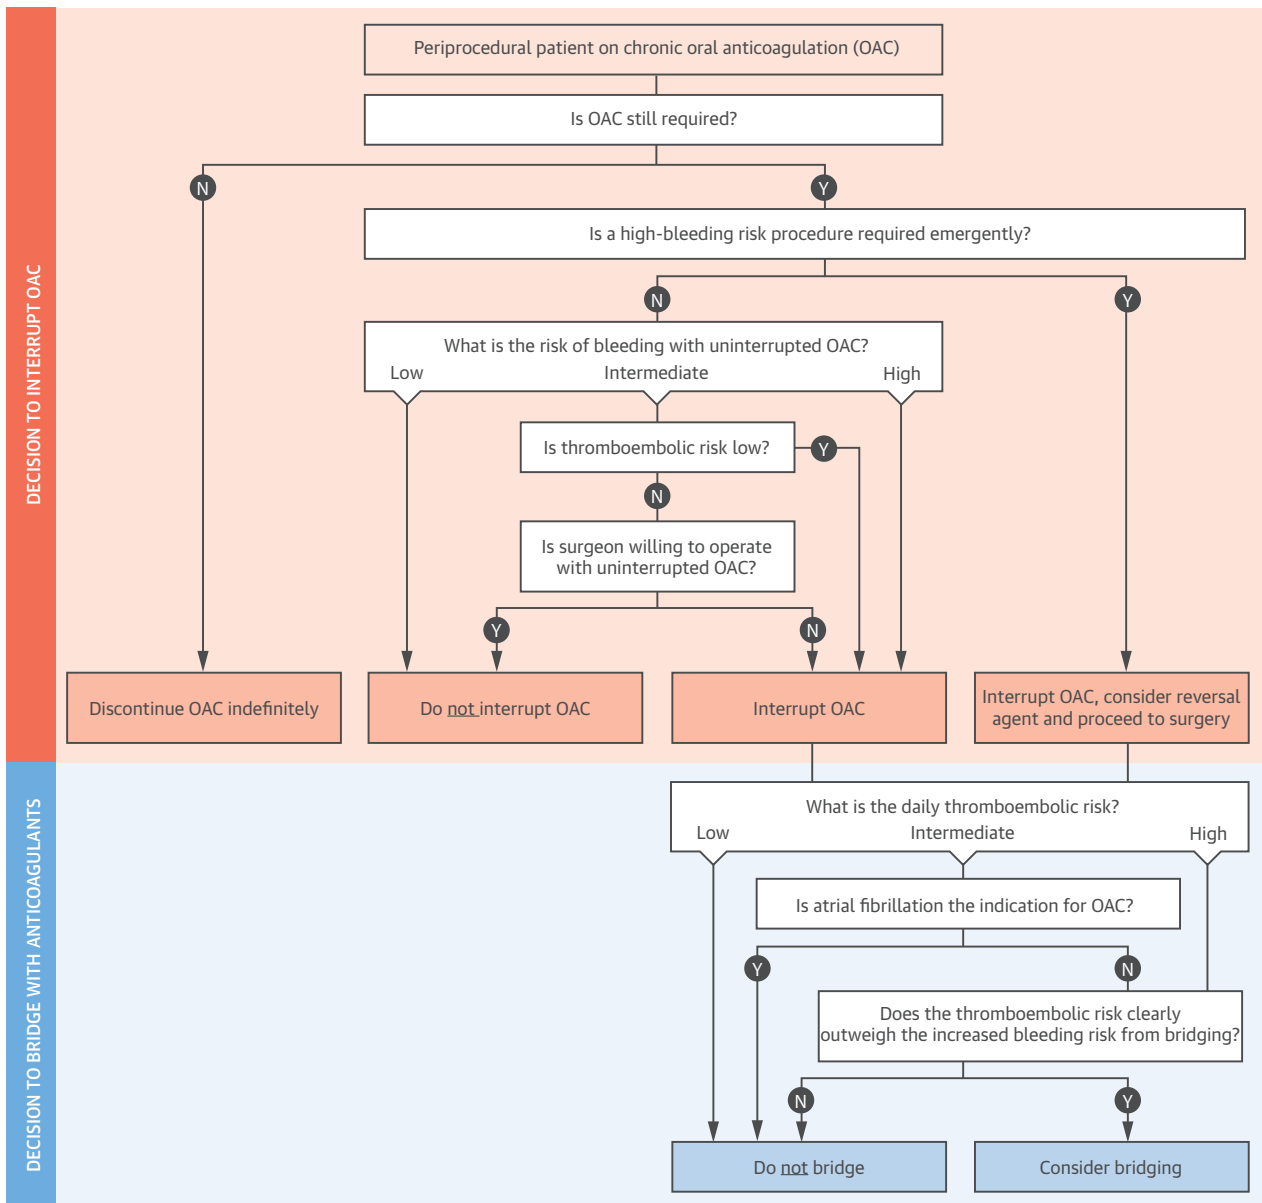 DECISION TO INTERRUPT OAC
Periprocedural patient on chronic oral anticoagulation (OAC)
Is OAC still required?
N
Y
Is a high-bleeding risk procedure required emergently?
N
Y
What is the risk of bleeding with uninterrupted OAC?
Low Intermediate High
Is thromboembolic risk low?
Y
N
Is surgeon willing to operate
with uninterrupted OAC?
Y
N
Discontinue OAC indefinitely
Do not interrupt OAC
Interrupt OAC
Interrupt OAC, consider reversal
agent and proceed to surgery
DECISION TO BRIDGE WITH ANTICOAGULANTS
What is the daily thromboembolic risk?
Low Intermediate High
Is atrial fibrillation the indication for OAC?
Y
N
Does the thromboembolic risk clearly
outweigh the increased bleeding risk from bridging?
N
Y
Do not bridge
Consider bridging